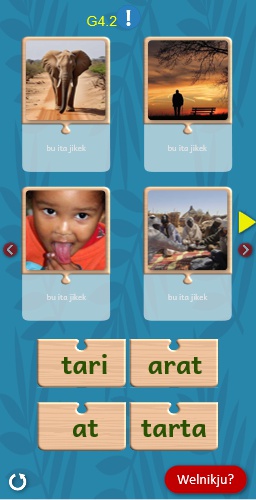 G4.2 !
bu ita jikek
bu ita jikek
bu ita jikek
bu ita jikek
tari
arat
at
tarta
Welnikju?